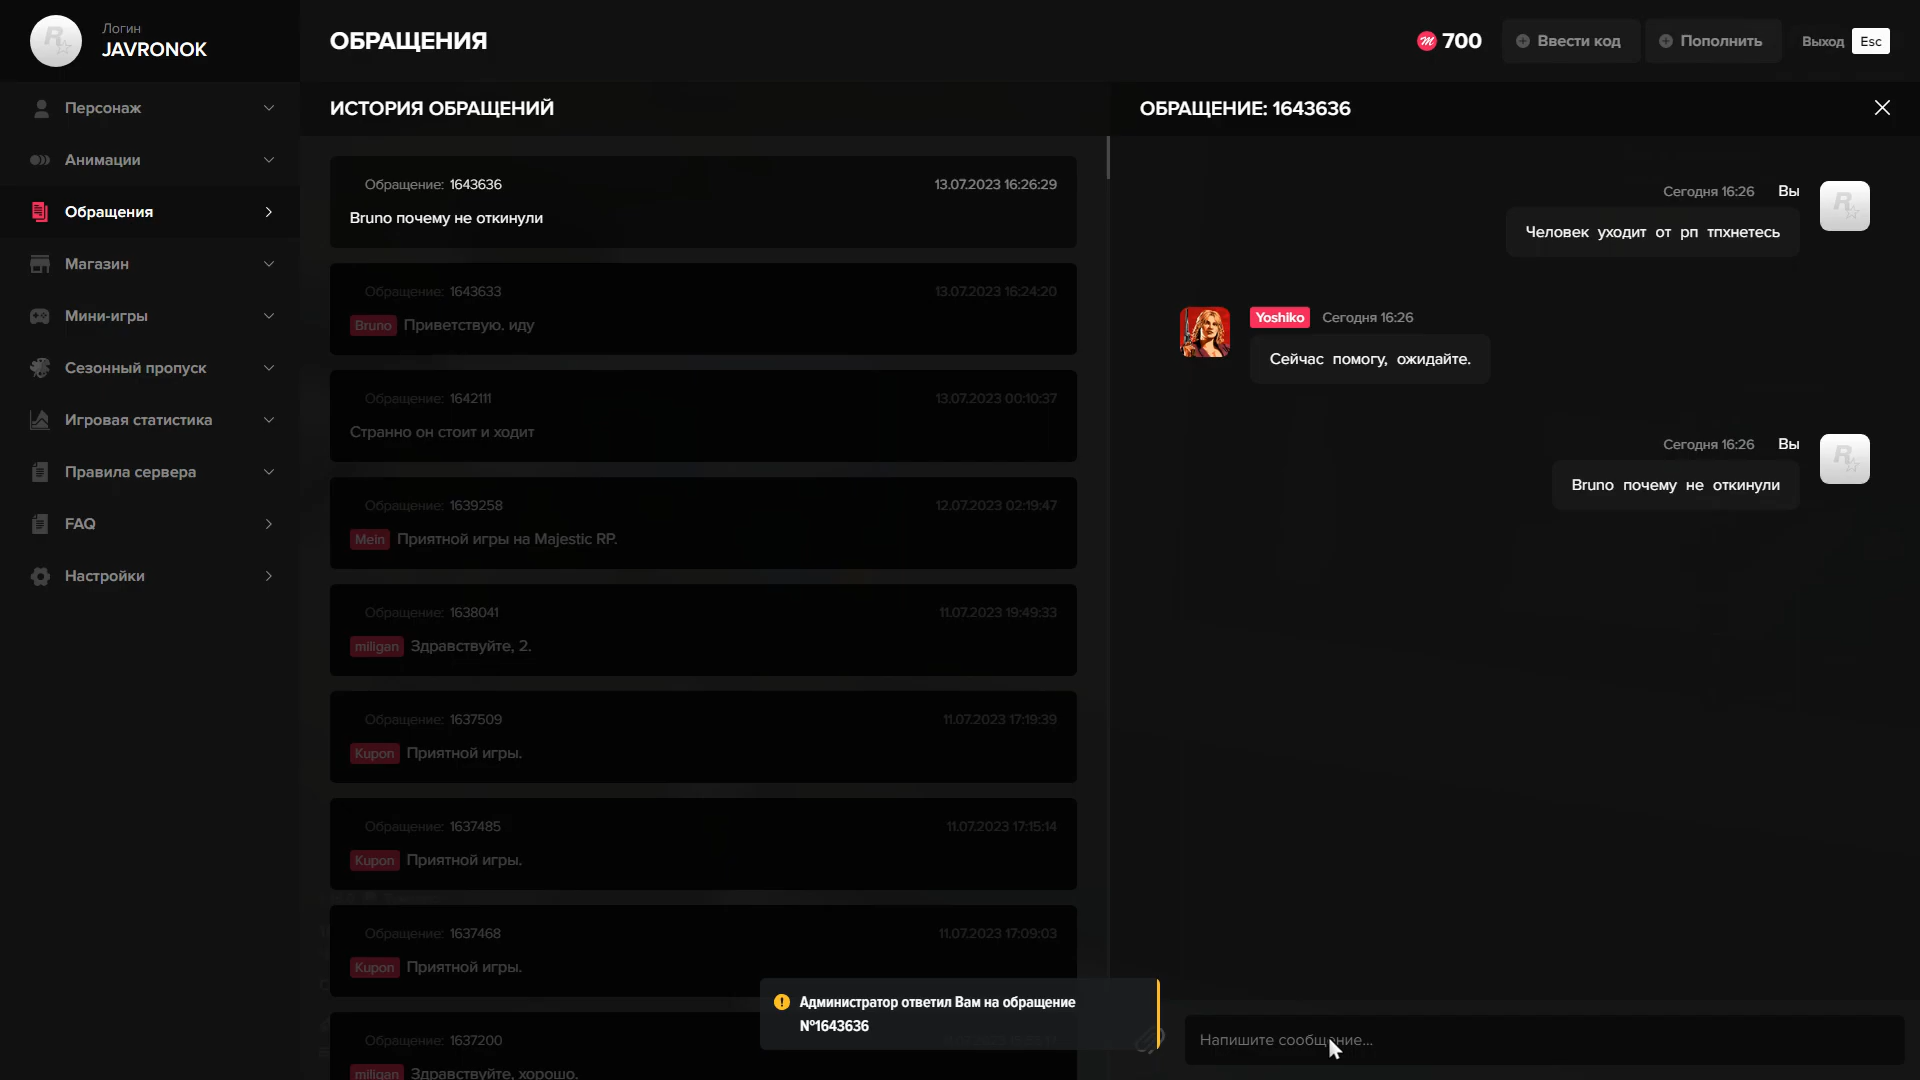 Логин
JAVRONOK
ОБРАЩЕНИЯ
700
Ввести код
Пополнить
Выход
Esc
Персонаж
Анимации
Обращения
Магазин
Мини-игры
Сезонный пропуск
Игровая статистика
Правила сервера
FAQ
Настройки
ИСТОРИЯ ОБРАЩЕНИЙ
Обращение: 1643636
13.07.2023 16:26:29
Bruno почему не откинули
Обращение: 1643633
13.07.2023 16:24:20
Bruno Приветствую. иду
Обращение: 1642111
13.07.2023 00:10:37
Странно он стоит и ходит
Обращение: 1639258
12.07.2023 02:19:47
Mein Приятной игры на Majestic RP.
Обращение: 1638041
11.07.2023 19:49:33
miligan Здравствуйте, 2.
Обращение: 1637509
11.07.2023 17:19:39
Kupon Приятной игры.
Обращение: 1637485
11.07.2023 17:15:14
Kupon Приятной игры.
Обращение: 1637468
11.07.2023 17:09:03
Kupon Приятной игры.
Обращение: 1637200
miligan Здравствуйте, хорошо.
ОБРАЩЕНИЕ: 1643636
Сегодня 16:26 Вы
Человек уходит от рп тпхнетесь
Yoshiko Сегодня 16:26
Сейчас помогу, ожидайте.
Сегодня 16:26 Вы
Bruno почему не откинули
Администратор ответил Вам на обращение
№1643636
Напишите сообщение...